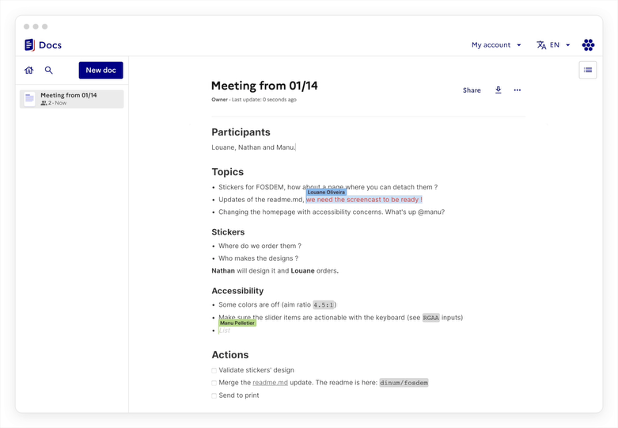 Docs
My account
EN
New doc
Meeting from 01/14
2 · Now
Meeting from 01/14
Owner · Last update: 0 seconds ago
Share
Participants
Louane, Nathan and Manu.
Topics
• Stickers for FOSDEM, how about a page where you can detach them ?
Louane Oliveira
• Updates of the readme.md, we need the screencast to be ready !
• Changing the homepage with accessibility concerns. What's up @manu?
Stickers
• Where do we order them ?
• Who makes the designs ?
Nathan will design it and Louane orders.
Accessibility
• Some colors are off (aim ratio 4.5:1)
• Make sure the slider items are actionable with the keyboard (see RGAA inputs)
Manu Pelletier
• List
Actions
Validate stickers' design
Merge the readme.md update. The readme is here: dinum/fosdem
Send to print